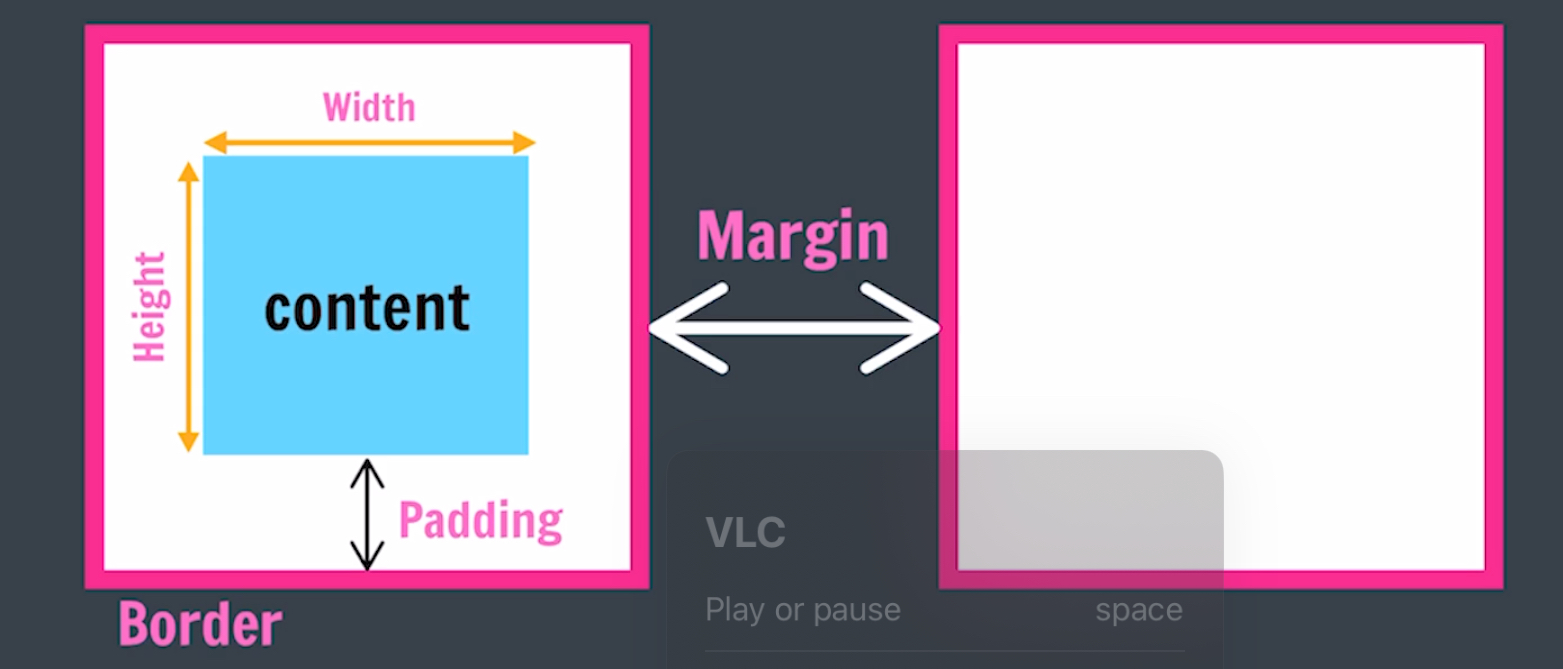 Width
Height
content
Padding
Border
Margin
VLC
Play or pause space